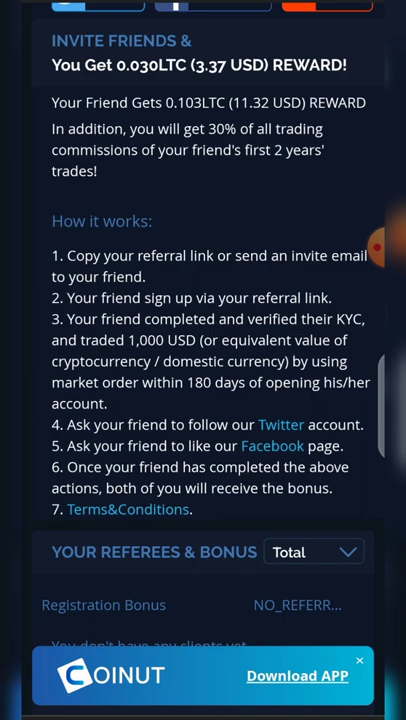 INVITE FRIENDS &
You Get 0.030LTC (3.37 USD) REWARD!
Your Friend Gets 0.103LTC (11.32 USD) REWARD
In addition, you will get 30% of all trading
commissions of your friend's first 2 years'
trades!
How it works:
1. Copy your referral link or send an invite email
to your friend.
2. Your friend sign up via your referral link.
3. Your friend completed and verified their KYC,
and traded 1,000 USD (or equivalent value of
cryptocurrency / domestic currency) by using
market order within 180 days of opening his/her
account.
4. Ask your friend to follow our Twitter account.
5. Ask your friend to like our Facebook page.
6. Once your friend has completed the above
actions, both of you will receive the bonus.
7. Terms&Conditions.
YOUR REFEREES & BONUS Total
Registration Bonus NO_REFERR...
You don't have any clients yet
COINUT Download APP ×